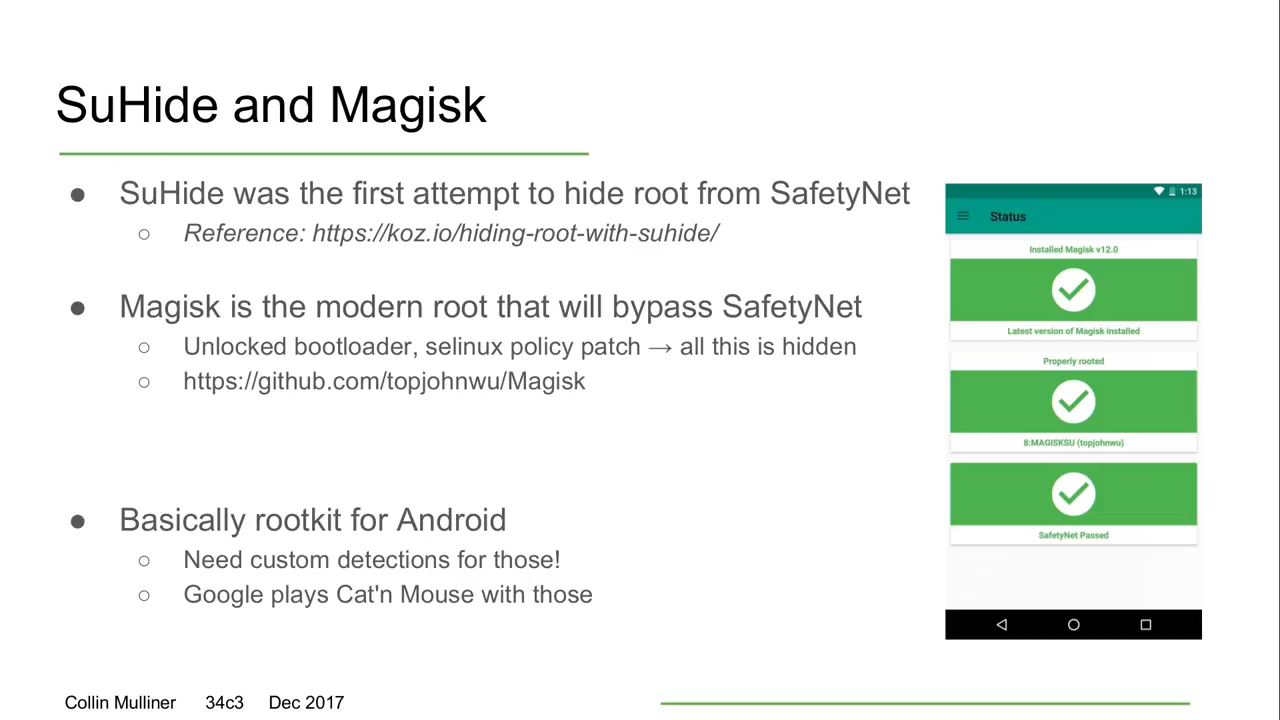 SuHide and Magisk
● SuHide was the first attempt to hide root from SafetyNet
○ Reference: https://koz.io/hiding-root-with-suhide/
● Magisk is the modern root that will bypass SafetyNet
○ Unlocked bootloader, selinux policy patch → all this is hidden
○ https://github.com/topjohnwu/Magisk
● Basically rootkit for Android
○ Need custom detections for those!
○ Google plays Cat'n Mouse with those
1:13
Status
Installed Magisk v12.0
Latest version of Magisk installed
Properly rooted
8:MAGISKSU (topjohnwu)
SafetyNet Passed
Collin Mulliner 34c3 Dec 2017